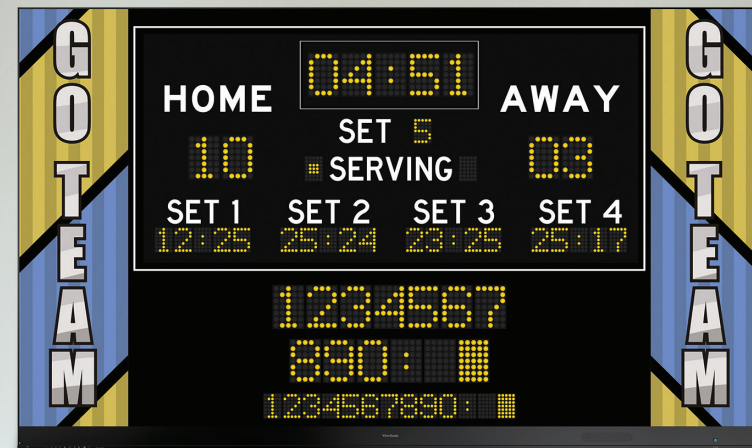 GO TEAM
04:51
HOME
AWAY
SET 5
SERVING
10
03
SET 1 SET 2 SET 3 SET 4
12:25 25:24 23:25 25:17
1234567
890:
1234567890:
GO TEAM
ViewSonic